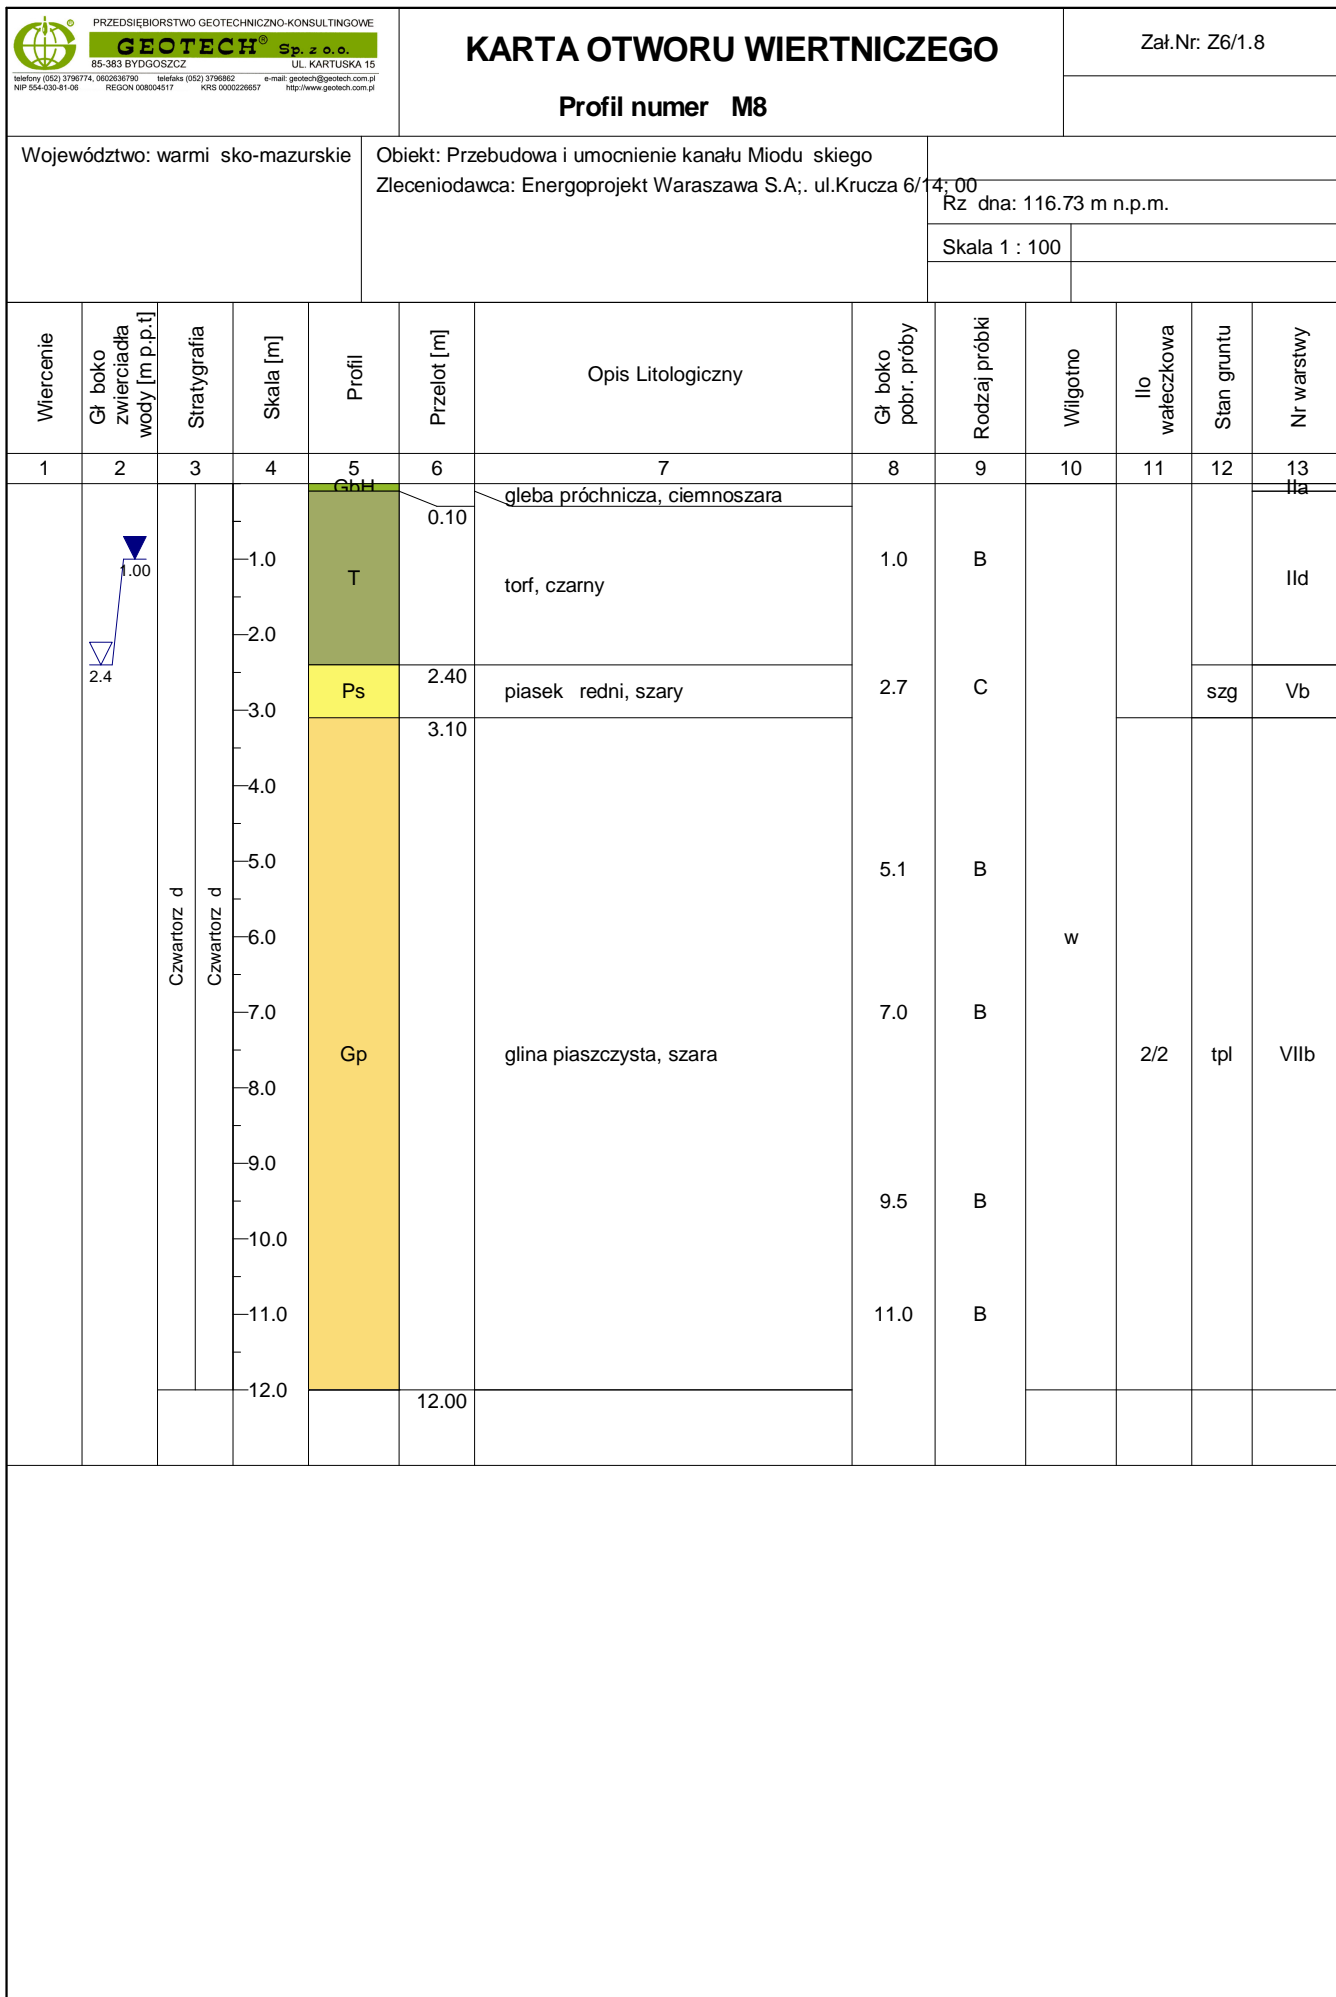 PRZEDSIĘBIORSTWO GEOTECHNICZNO-KONSULTINGOWE
GEOTECH® Sp. z o.o.
85-383 BYDGOSZCZ UL. KARTUSKA 15
telefony (052) 3796774, 0602636790 telefaks (052) 3796862 e-mail: geotech@geotech.com.pl
NIP 554-030-81-06 REGON 008004517 KRS 0000226657 http://www.geotech.com.pl
KARTA OTWORU WIERTNICZEGO
Profil numer M8
Zał.Nr: Z6/1.8
Województwo: warmi sko-mazurskie
Obiekt: Przebudowa i umocnienie kanału Miodu skiego
Zleceniodawca: Energoprojekt Waraszawa S.A;. ul.Krucza 6/14; 00
Rz dna: 116.73 m n.p.m.
Skala 1 : 100
Wiercenie
Gł boko
zwierciadła
wody [m p.p.t]
Stratygrafia
Skala [m]
Profil
Przelot [m]
Opis Litologiczny
Gł boko
pobr. próby
Rodzaj próbki
Wilgotno
Ilo
wałeczkowa
Stan gruntu
Nr warstwy
1 2 3 4 5 6 7 8 9 10 11 12 13
GbH gleba próchnicza, ciemnoszara IIa
0.10
1.00 1.0 T torf, czarny 1.0 B IId
2.0
2.4 2.40
Ps piasek redni, szary 2.7 C szg Vb
3.0
3.10
4.0
5.0 5.1 B
Czwartorz d Czwartorz d
6.0 w
7.0 7.0 B
Gp glina piaszczysta, szara 2/2 tpl VIIb
8.0
9.0
9.5 B
10.0
11.0 11.0 B
12.0
12.00